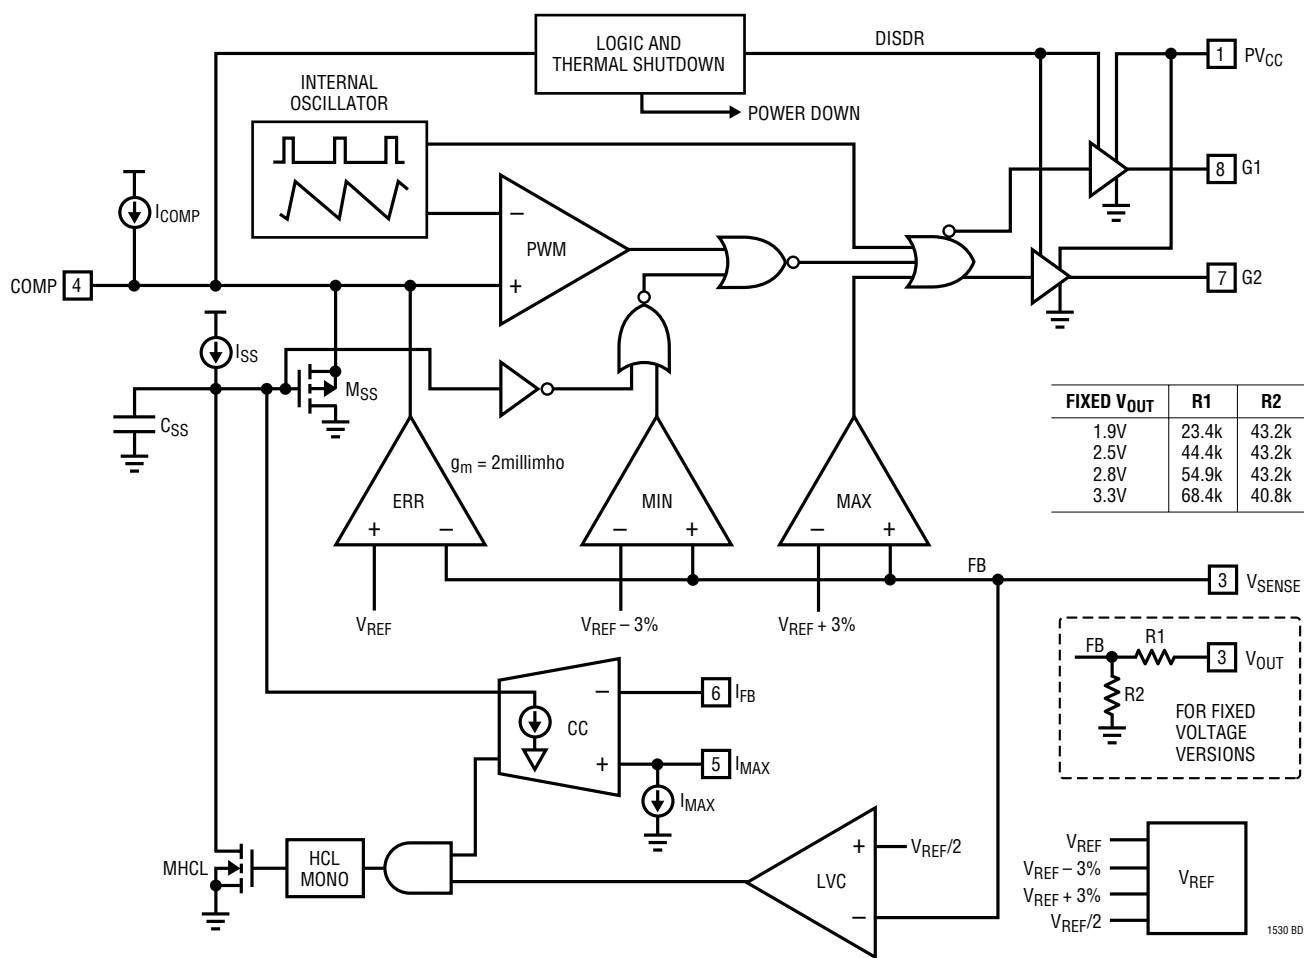 LOGIC AND
THERMAL SHUTDOWN
DISDR
1 PVCC
POWER DOWN
INTERNAL
OSCILLATOR
8 G1
ICOMP
PWM
−
+
COMP 4
7 G2
ISS
MSS
CSS
gm = 2millimho
ERR
+ −
MIN
− +
MAX
− +
FIXED VOUT R1 R2
1.9V 23.4k 43.2k
2.5V 44.4k 43.2k
2.8V 54.9k 43.2k
3.3V 68.4k 40.8k
FB
3 VSENSE
VREF
VREF – 3%
VREF + 3%
FB R1 3 VOUT
R2
FOR FIXED
VOLTAGE
VERSIONS
CC
−
+
6 IFB
5 IMAX
IMAX
MHCL
HCL
MONO
LVC
+
−
VREF/2
VREF
VREF – 3%
VREF + 3%
VREF/2
VREF
1530 BD